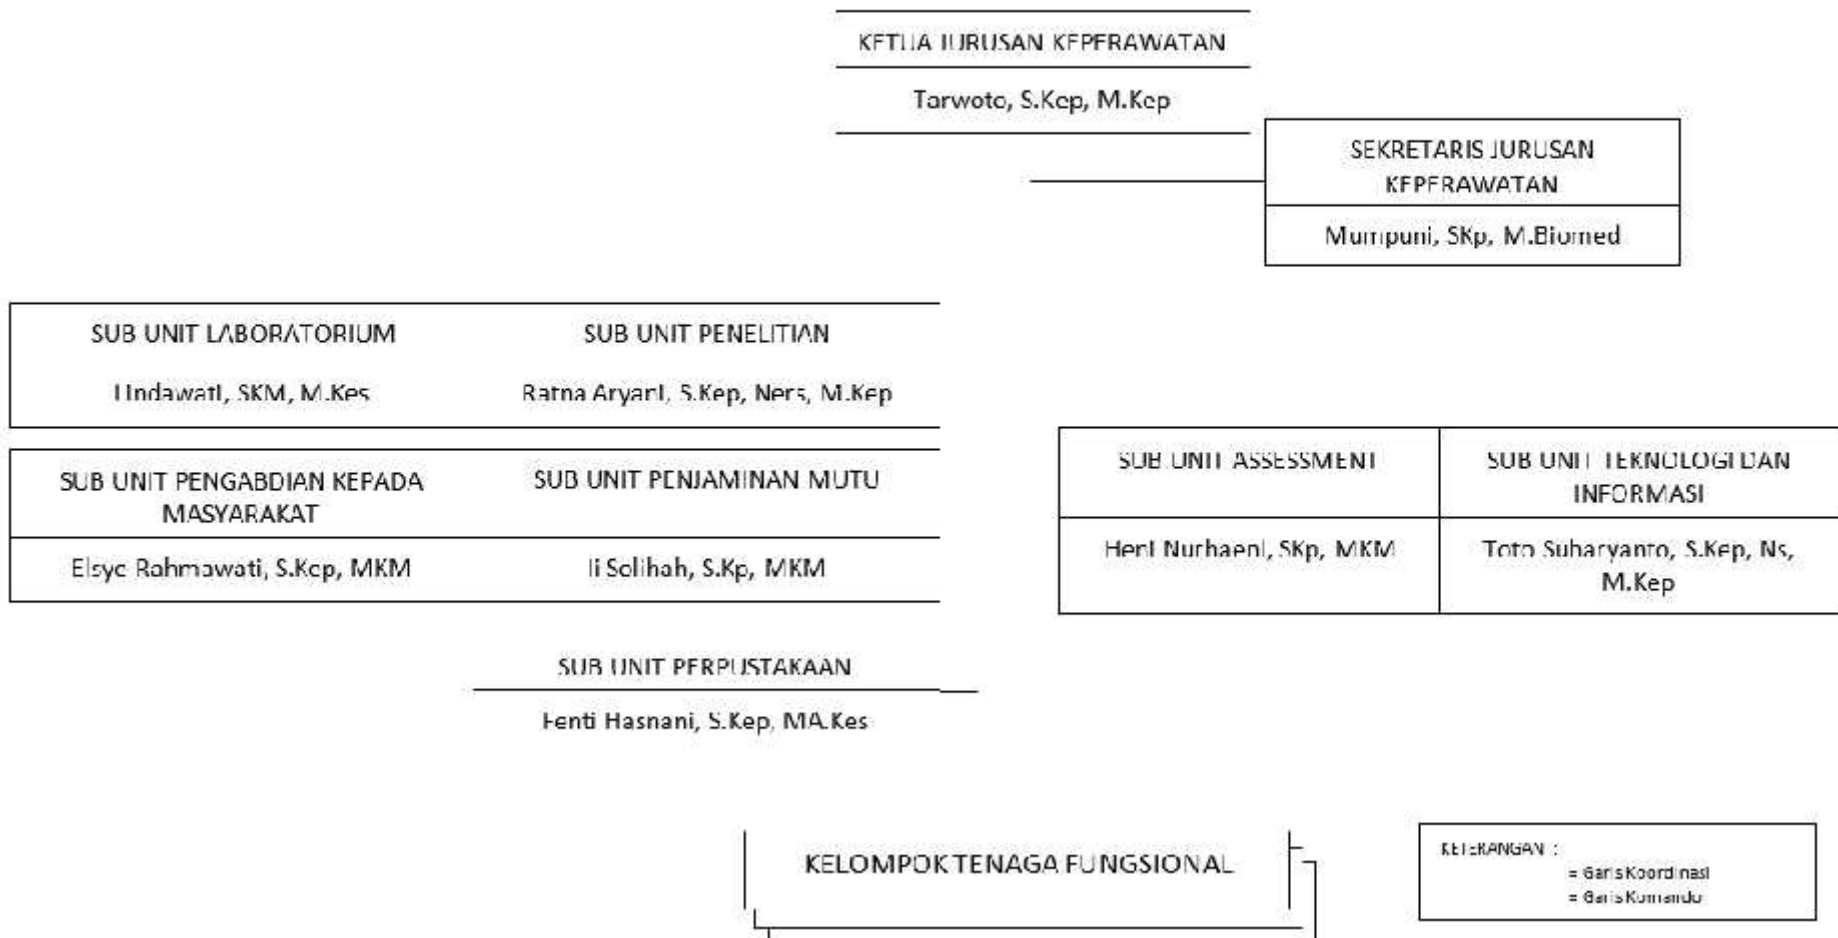 KETUA JURUSAN KEPERAWATAN
Tarwoto, S.Kep, M.Kep
SEKRETARIS JURUSAN
KEPERAWATAN
Mumpuni, SKp, M.Biomed
SUB UNIT LABORATORIUM
Lindawati, SKM, M.Kes
SUB UNIT PENELITIAN
Ratna Aryani, S.Kep, Ners, M.Kep
SUB UNIT PENGABDIAN KEPADA
MASYARAKAT
Elsye Rahmawati, S.Kep, MKM
SUB UNIT PENJAMINAN MUTU
Ii Solihah, S.Kp, MKM
SUB UNIT ASSESSMENT
Heni Nurhaeni, SKp, MKM
SUB UNIT TEKNOLOGI DAN
INFORMASI
Toto Suharyanto, S.Kep, Ns,
M.Kep
SUB UNIT PERPUSTAKAAN
Fenti Hasnani, S.Kep, MA.Kes
KELOMPOK TENAGA FUNGSIONAL
KETERANGAN :
= Garis Koordinasi
= Garis Komando